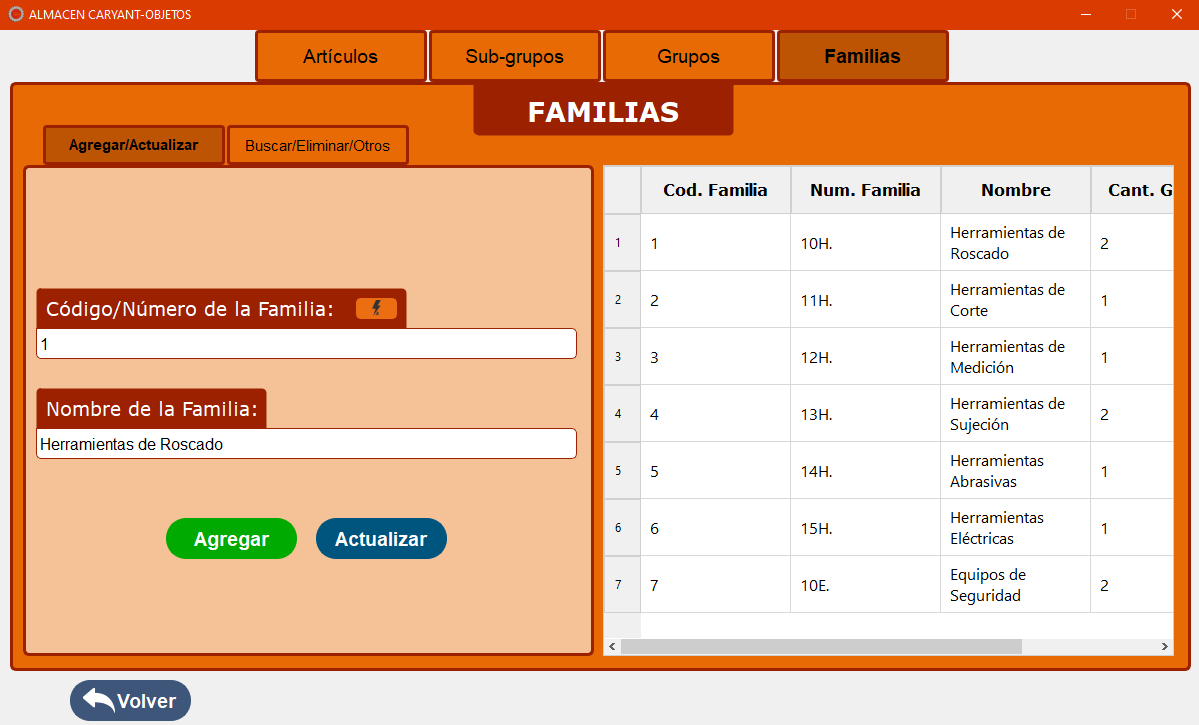 ALMACEN CARYANT-OBJETOS
Artículos
Sub-grupos
Grupos
Familias
FAMILIAS
Agregar/Actualizar
Buscar/Eliminar/Otros
Código/Número de la Familia:
1
Nombre de la Familia:
Herramientas de Roscado
Agregar
Actualizar
Cod. Familia Num. Familia Nombre Cant. G
1 1 10H. Herramientas de
Roscado 2
2 2 11H. Herramientas de
Corte 1
3 3 12H. Herramientas de
Medición 1
4 4 13H. Herramientas de
Sujeción 2
5 5 14H. Herramientas
Abrasivas 1
6 6 15H. Herramientas
Eléctricas 1
7 7 10E. Equipos de
Seguridad 2
Volver